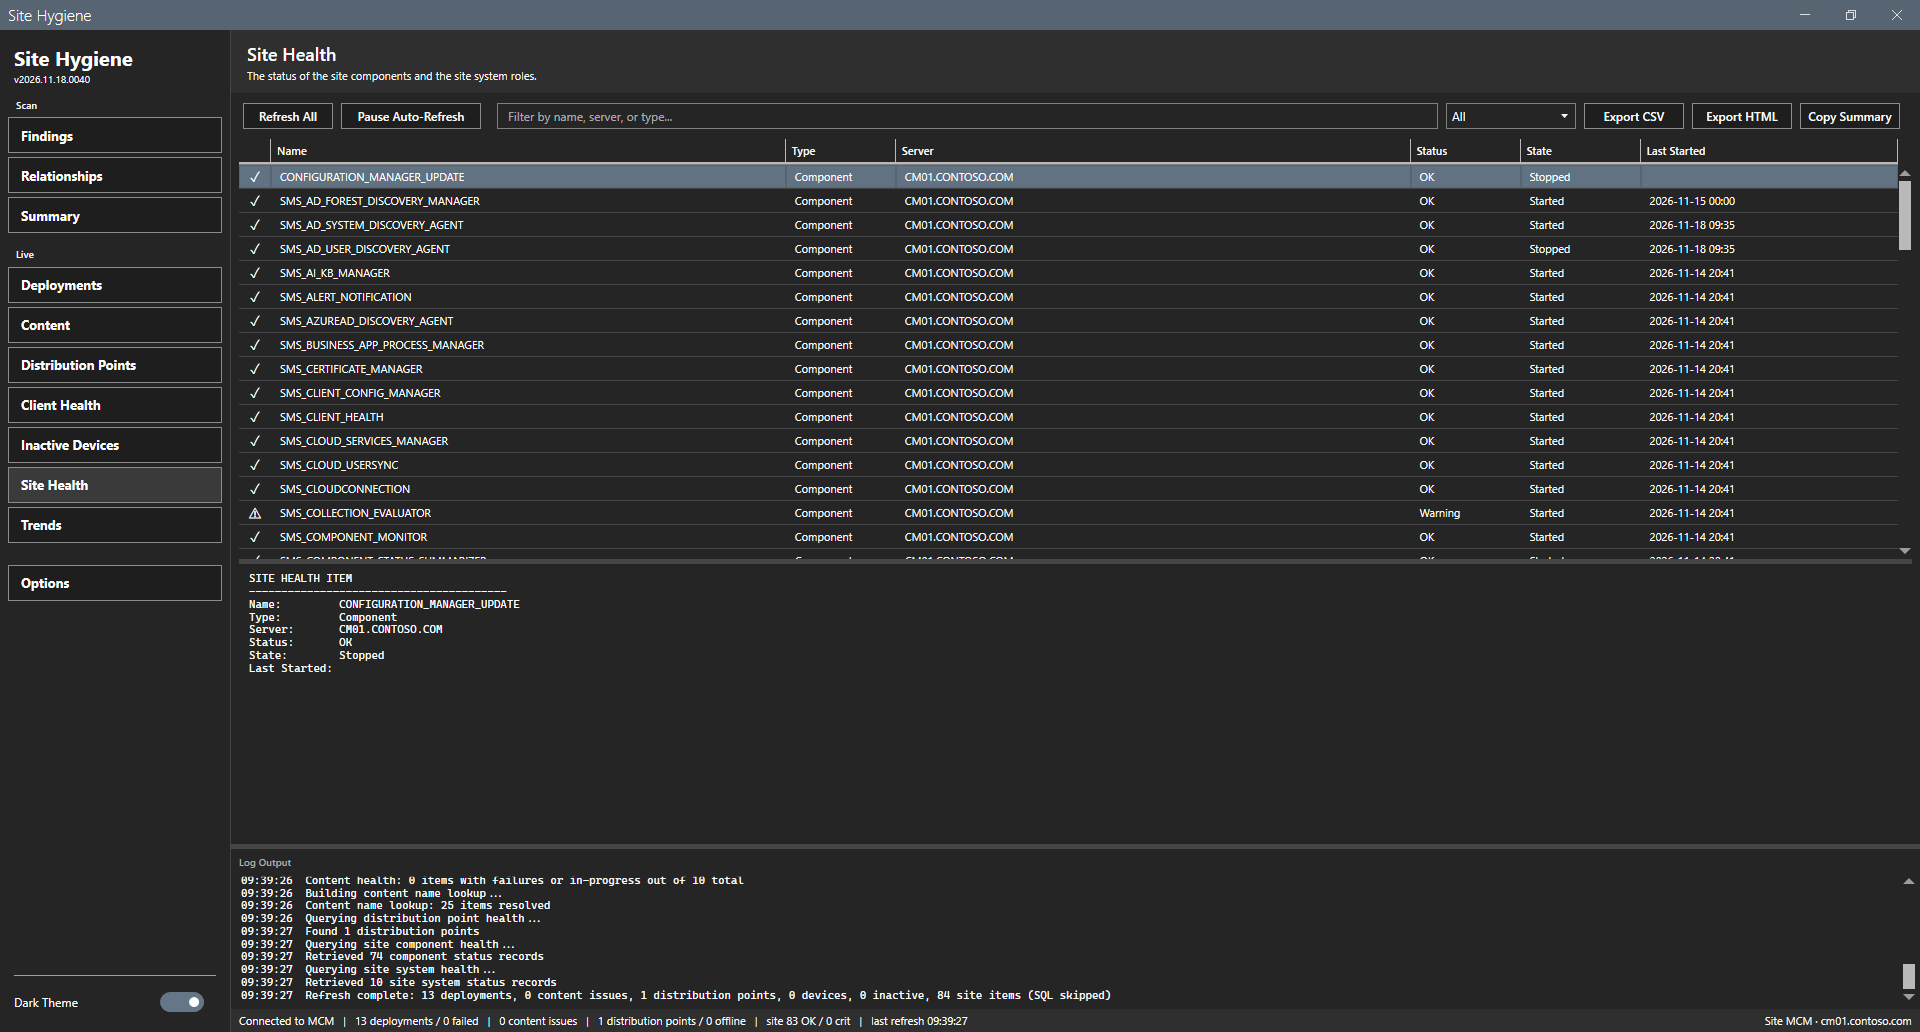 Site Hygiene
Site Hygiene
v2026.11.18.0040
Scan
Findings
Relationships
Summary
Live
Deployments
Content
Distribution Points
Client Health
Inactive Devices
Site Health
Trends
Options
Dark Theme
Site Health
The status of the site components and the site system roles.
Refresh All Pause Auto-Refresh Filter by name, server, or type... All Export CSV Export HTML Copy Summary
Name Type Server Status State Last Started
CONFIGURATION_MANAGER_UPDATE Component CM01.CONTOSO.COM OK Stopped
SMS_AD_FOREST_DISCOVERY_MANAGER Component CM01.CONTOSO.COM OK Started 2026-11-15 00:00
SMS_AD_SYSTEM_DISCOVERY_AGENT Component CM01.CONTOSO.COM OK Started 2026-11-18 09:35
SMS_AD_USER_DISCOVERY_AGENT Component CM01.CONTOSO.COM OK Stopped 2026-11-18 09:35
SMS_AI_KB_MANAGER Component CM01.CONTOSO.COM OK Started 2026-11-14 20:41
SMS_ALERT_NOTIFICATION Component CM01.CONTOSO.COM OK Started 2026-11-14 20:41
SMS_AZUREAD_DISCOVERY_AGENT Component CM01.CONTOSO.COM OK Started 2026-11-14 20:41
SMS_BUSINESS_APP_PROCESS_MANAGER Component CM01.CONTOSO.COM OK Started 2026-11-14 20:41
SMS_CERTIFICATE_MANAGER Component CM01.CONTOSO.COM OK Started 2026-11-14 20:41
SMS_CLIENT_CONFIG_MANAGER Component CM01.CONTOSO.COM OK Started 2026-11-14 20:41
SMS_CLIENT_HEALTH Component CM01.CONTOSO.COM OK Started 2026-11-14 20:41
SMS_CLOUD_SERVICES_MANAGER Component CM01.CONTOSO.COM OK Started 2026-11-14 20:41
SMS_CLOUD_USERSYNC Component CM01.CONTOSO.COM OK Started 2026-11-14 20:41
SMS_CLOUDCONNECTION Component CM01.CONTOSO.COM OK Started 2026-11-14 20:41
SMS_COLLECTION_EVALUATOR Component CM01.CONTOSO.COM Warning Started 2026-11-14 20:41
SMS_COMPONENT_MONITOR Component CM01.CONTOSO.COM OK Started 2026-11-14 20:41
SITE HEALTH ITEM
----------------------------------------
Name: CONFIGURATION_MANAGER_UPDATE
Type: Component
Server: CM01.CONTOSO.COM
Status: OK
State: Stopped
Last Started:
Log Output
09:39:26 Content health: 0 items with failures or in-progress out of 10 total
09:39:26 Building content name lookup...
09:39:26 Content name lookup: 25 items resolved
09:39:26 Querying distribution point health...
09:39:27 Found 1 distribution points
09:39:27 Querying site component health...
09:39:27 Retrieved 74 component status records
09:39:27 Querying site system health...
09:39:27 Retrieved 10 site system status records
09:39:27 Refresh complete: 13 deployments, 0 content issues, 1 distribution points, 0 devices, 0 inactive, 84 site items (SQL skipped)
Connected to MCM | 13 deployments / 0 failed | 0 content issues | 1 distribution points / 0 offline | site 83 OK / 0 crit | last refresh 09:39:27 Site MCM · cm01.contoso.com